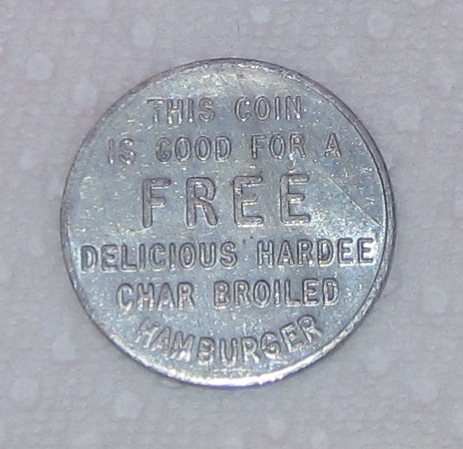 THIS COIN
IS GOOD FOR A
FREE
DELICIOUS HARDEE
CHAR BROILED
HAMBURGER